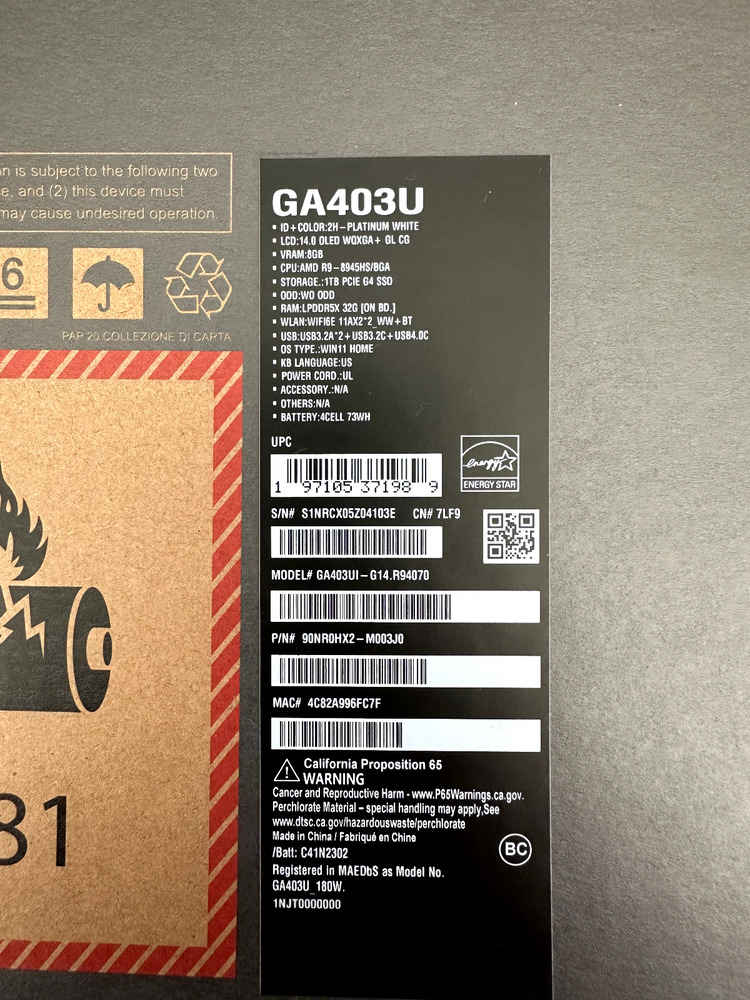 n is subject to the following two
e, and (2) this device must
may cause undesired operation.
6
PAP 20 COLLEZIONE DI CARTA
81
GA403U
▪ ID+COLOR:2H-PLATINUM WHITE
▪ LCD:14.0 OLED WQXGA+ GL CG
▪ VRAM:8GB
▪ CPU:AMD R9-8945HS/BGA
▪ STORAGE.:1TB PCIE G4 SSD
▪ ODD:WO ODD
▪ RAM:LPDDR5X 32G [ON BD.]
▪ WLAN:WIFI6E 11AX2*2_WW+BT
▪ USB:USB3.2A*2+USB3.2C+USB4.0C
▪ OS TYPE.:WIN11 HOME
▪ KB LANGUAGE:US
▪ POWER CORD.:UL
▪ ACCESSORY.:N/A
▪ OTHERS:N/A
▪ BATTERY:4CELL 73WH
UPC
1 97105 37198 9
energy
ENERGY STAR
S/N# S1NRCX05Z04103E CN# 7LF9
MODEL# GA403UI-G14.R94070
P/N# 90NR0HX2-M003J0
MAC# 4C82A996FC7F
California Proposition 65
WARNING
Cancer and Reproductive Harm - www.P65Warnings.ca.gov.
Perchlorate Material – special handling may apply,See
www.dtsc.ca.gov/hazardouswaste/perchlorate
Made in China / Fabriqué en Chine
/Batt: C41N2302
BC
Registered in MAEDbS as Model No.
GA403U_180W.
1NJT0000000